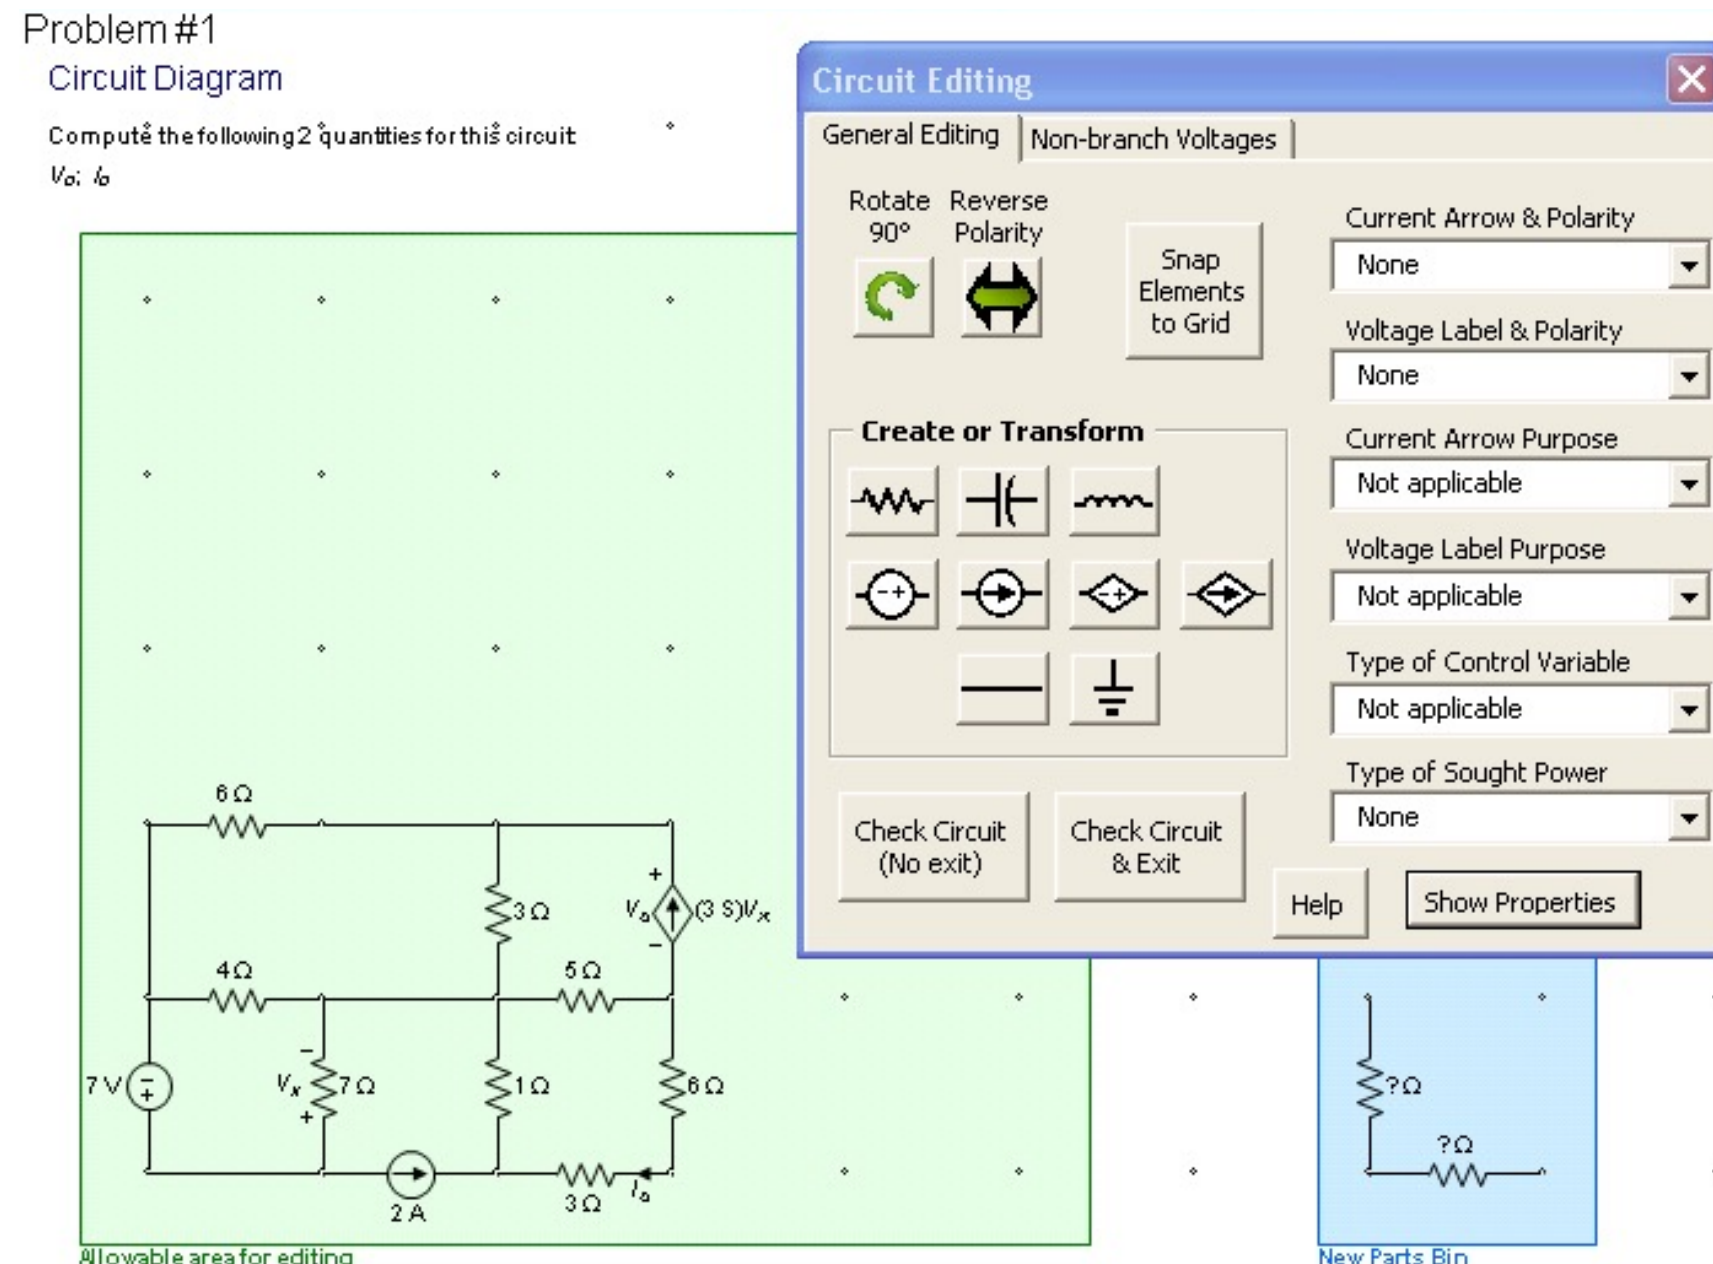 Problem #1
Circuit Diagram
Compute the following 2 quantities for this circuit
Vo; Io
Circuit Editing
General Editing
Non-branch Voltages
Rotate 90°
Reverse Polarity
Snap Elements to Grid
Current Arrow & Polarity
None
Voltage Label & Polarity
None
Create or Transform
Current Arrow Purpose
Not applicable
Voltage Label Purpose
Not applicable
Type of Control Variable
Not applicable
Type of Sought Power
None
Check Circuit (No exit)
Check Circuit & Exit
Help
Show Properties
6 Ω
3 Ω
+
Vo
(3 S)Vx
−
4 Ω
5 Ω
7 V
− +
−
Vx
+
7 Ω
1 Ω
6 Ω
2 A
3 Ω
Io
? Ω
? Ω
Allowable area for editing
New Parts Bin